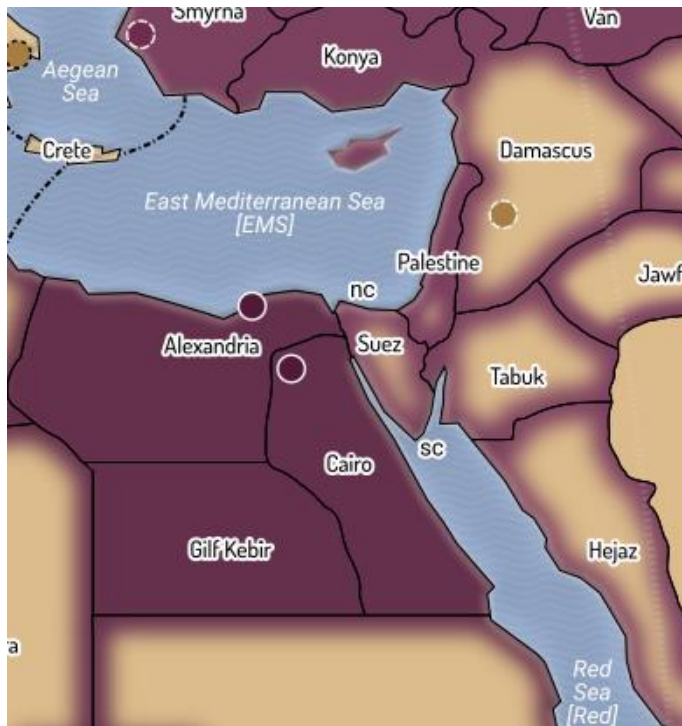 Smyrna
Van
Konya
Aegean
Sea
Crete
Damascus
East Mediterranean Sea
[EMS]
Palestine
Jawf
nc
Alexandria
Suez
Tabuk
sc
Cairo
Gilf Kebir
Hejaz
ra
Red
Sea
[Red]